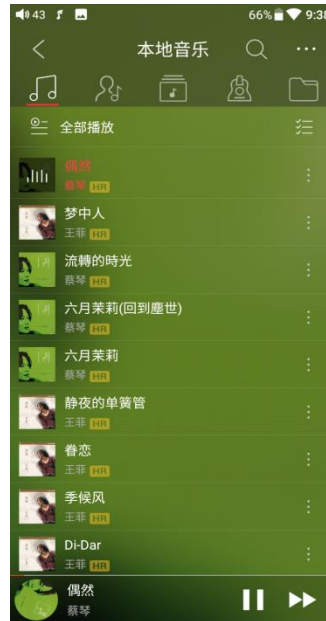 43 66% 9:38
本地音乐
全部播放
偶然
蔡琴 HR
梦中人
王菲 HR
流轉的時光
蔡琴 HR
六月茉莉(回到塵世)
蔡琴 HR
六月茉莉
蔡琴 HR
静夜的单簧管
王菲 HR
眷恋
王菲 HR
季候风
王菲 HR
Di-Dar
王菲 HR
偶然
蔡琴